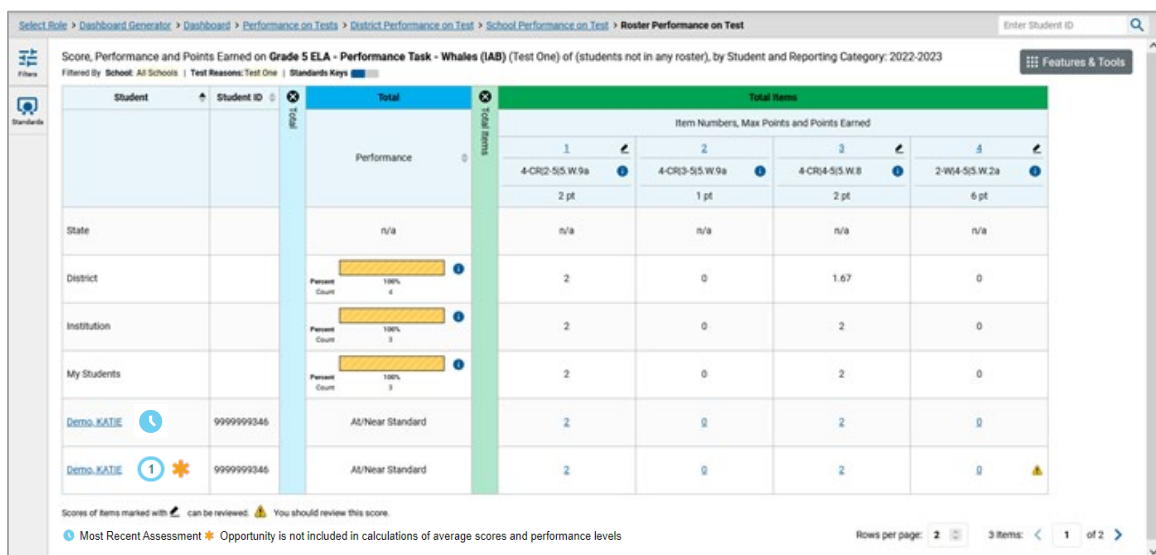 Select Role > Dashboard Generator > Dashboard > Performance on Tests > District Performance on Test > School Performance on Test > Roster Performance on Test
Enter Student ID
Filters
Standards
Score, Performance and Points Earned on Grade 5 ELA - Performance Task - Whales (IAB) (Test One) of (students not in any roster), by Student and Reporting Category: 2022-2023
Filtered By School: All Schools | Test Reasons: Test One | Standards Keys
Features & Tools
Student Student ID Total Total Total Items Total Items
Performance
Item Numbers, Max Points and Points Earned
1 2 3 4
4-CR|2-5|5.W.9a 4-CR|3-5|5.W.9a 4-CR|4-5|5.W.8 2-W|4-5|5.W.2a
2 pt 1 pt 2 pt 6 pt
State n/a n/a n/a n/a n/a
District 2 0 1.67 0
Percent 100%
Count 4
Institution 2 0 2 0
Percent 100%
Count 3
My Students 2 0 2 0
Percent 100%
Count 3
Demo, KATIE 9999999346 At/Near Standard 2 0 2 0
Demo, KATIE 1 9999999346 At/Near Standard 2 0 2 0
Scores of items marked with can be reviewed. You should review this score.
Most Recent Assessment Opportunity is not included in calculations of average scores and performance levels
Rows per page: 2 3 Items: 1 of 2